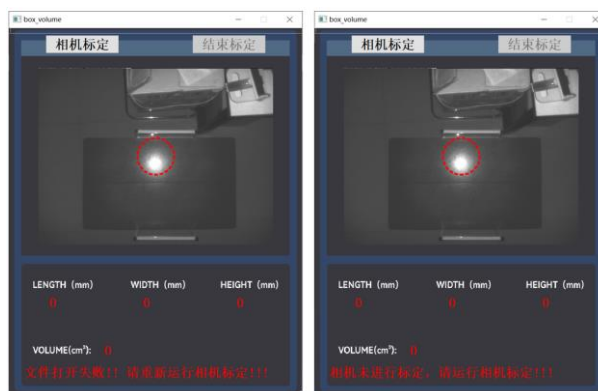 box_volume
相机标定
结束标定
LENGTH (mm)
WIDTH (mm)
HEIGHT (mm)
0
0
0
VOLUME(cm³):
0
文件打开失败!! 请重新运行相机标定!!!
box_volume
相机标定
结束标定
LENGTH (mm)
WIDTH (mm)
HEIGHT (mm)
0
0
0
VOLUME(cm³):
0
相机未进行标定, 请运行相机标定!!!